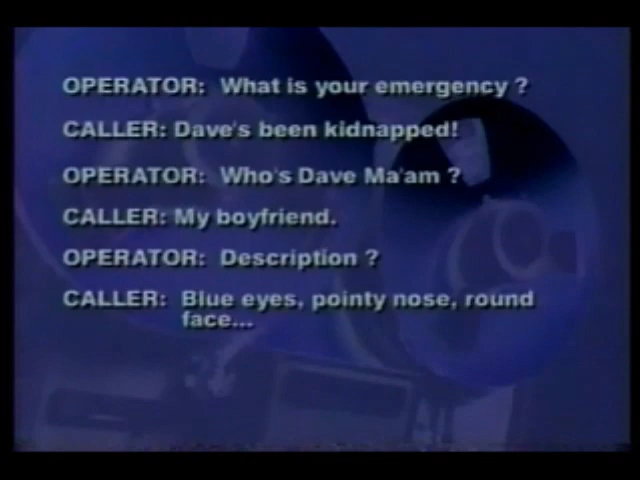 OPERATOR: What is your emergency ?
CALLER: Dave's been kidnapped!
OPERATOR: Who's Dave Ma'am ?
CALLER: My boyfriend.
OPERATOR: Description ?
CALLER: Blue eyes, pointy nose, round
face...